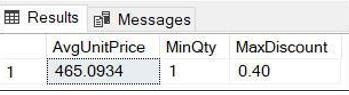 Results Messages
AvgUnitPrice MinQty MaxDiscount
1 465.0934 1 0.40